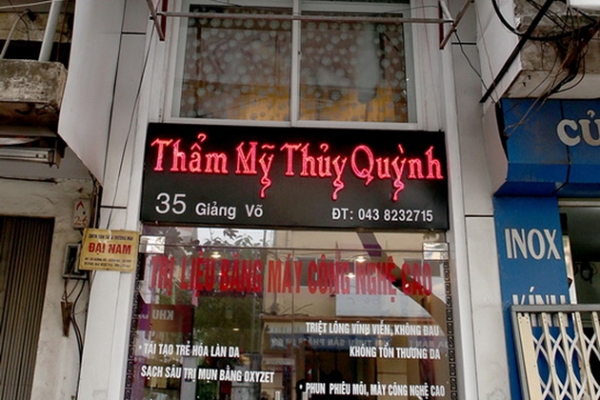 Thẩm Mỹ Thủy Quỳnh
35 Giảng Võ ĐT: 043 8232715
CỬ
ĐẠI NAM
INOX
KÍNH
TRỊ LIỆU BẰNG MÁY CÔNG NGHỆ CAO
TRIỆT LÔNG VĨNH VIỄN, KHÔNG ĐAU
KHÔNG TỔN THƯƠNG DA
• TÁI TẠO TRẺ HÓA LÀN DA
SẠCH SÂU TRỊ MỤN BẰNG OXYZET
PHUN PHIÊU MÔI, MÀY CÔNG NGHỆ CAO